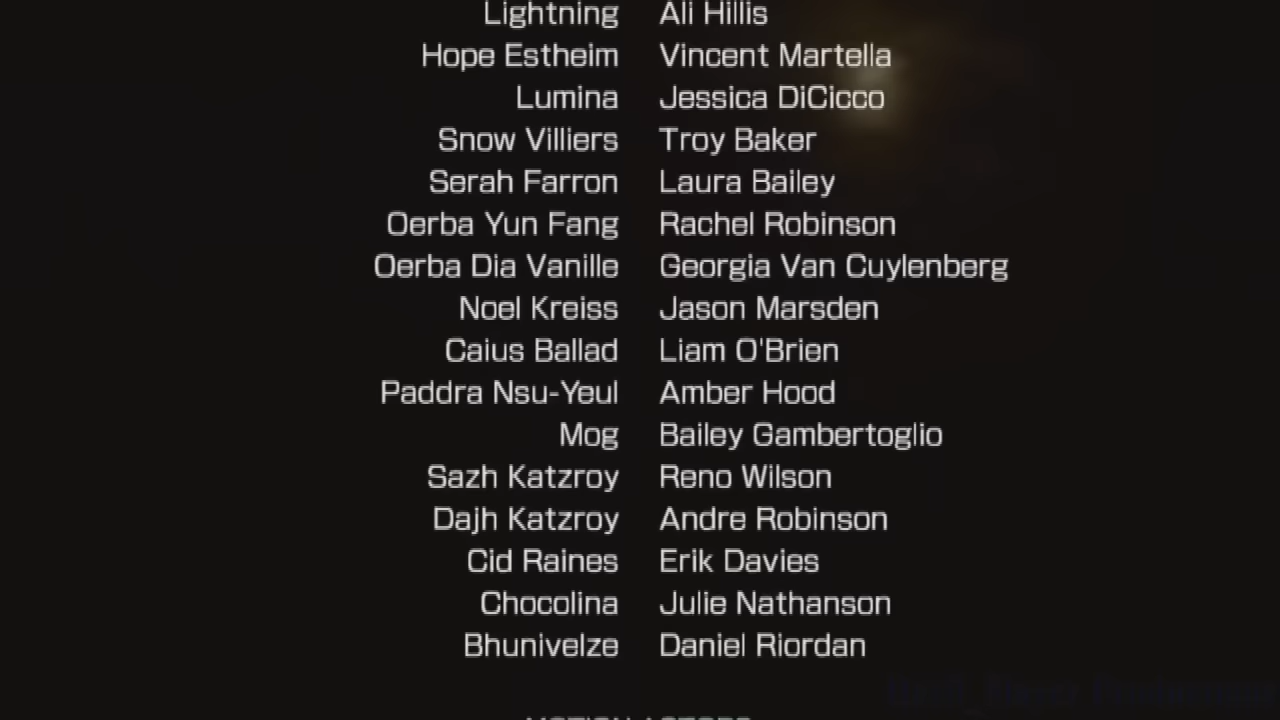 Lightning Ali Hillis
Hope Estheim Vincent Martella
Lumina Jessica DiCicco
Snow Villiers Troy Baker
Serah Farron Laura Bailey
Oerba Yun Fang Rachel Robinson
Oerba Dia Vanille Georgia Van Cuylenberg
Noel Kreiss Jason Marsden
Caius Ballad Liam O'Brien
Paddra Nsu-Yeul Amber Hood
Mog Bailey Gambertoglio
Sazh Katzroy Reno Wilson
Dajh Katzroy Andre Robinson
Cid Raines Erik Davies
Chocolina Julie Nathanson
Bhunivelze Daniel Riordan
MOTION ACTORS